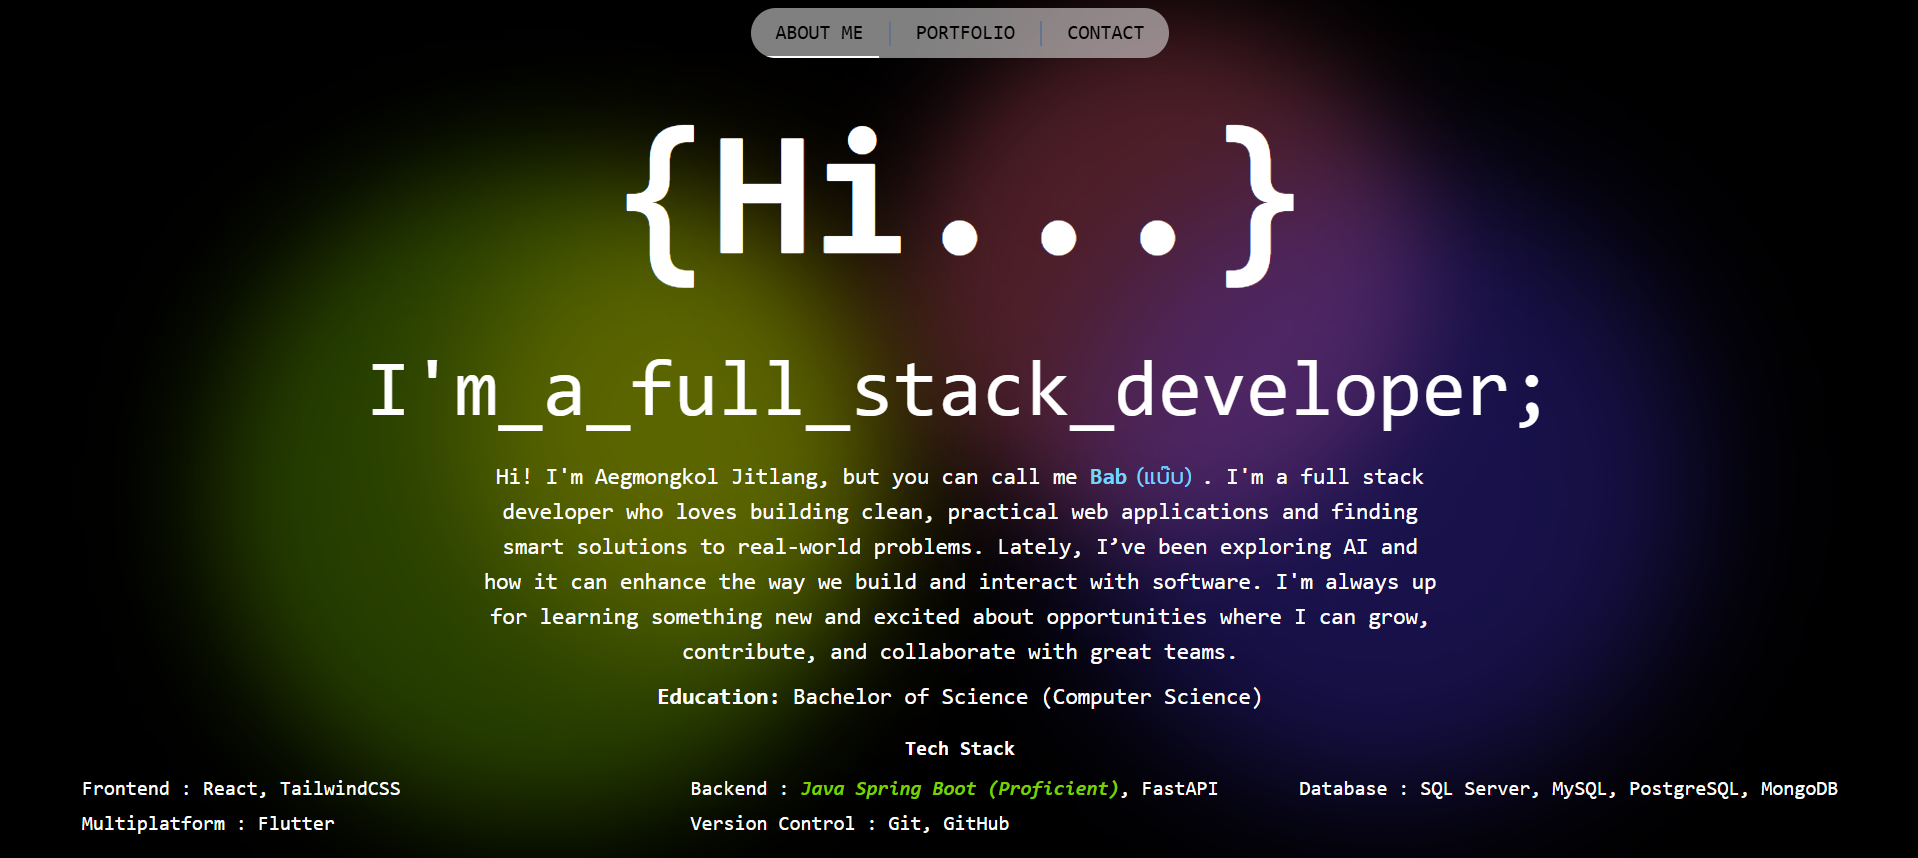 ABOUT ME | PORTFOLIO | CONTACT
{Hi...}
I'm_a_full_stack_developer;
Hi! I'm Aegmongkol Jitlang, but you can call me Bab (แบ๊บ) . I'm a full stack
developer who loves building clean, practical web applications and finding
smart solutions to real-world problems. Lately, I’ve been exploring AI and
how it can enhance the way we build and interact with software. I'm always up
for learning something new and excited about opportunities where I can grow,
contribute, and collaborate with great teams.
Education: Bachelor of Science (Computer Science)
Tech Stack
Frontend : React, TailwindCSS
Backend : Java Spring Boot (Proficient), FastAPI
Database : SQL Server, MySQL, PostgreSQL, MongoDB
Multiplatform : Flutter
Version Control : Git, GitHub